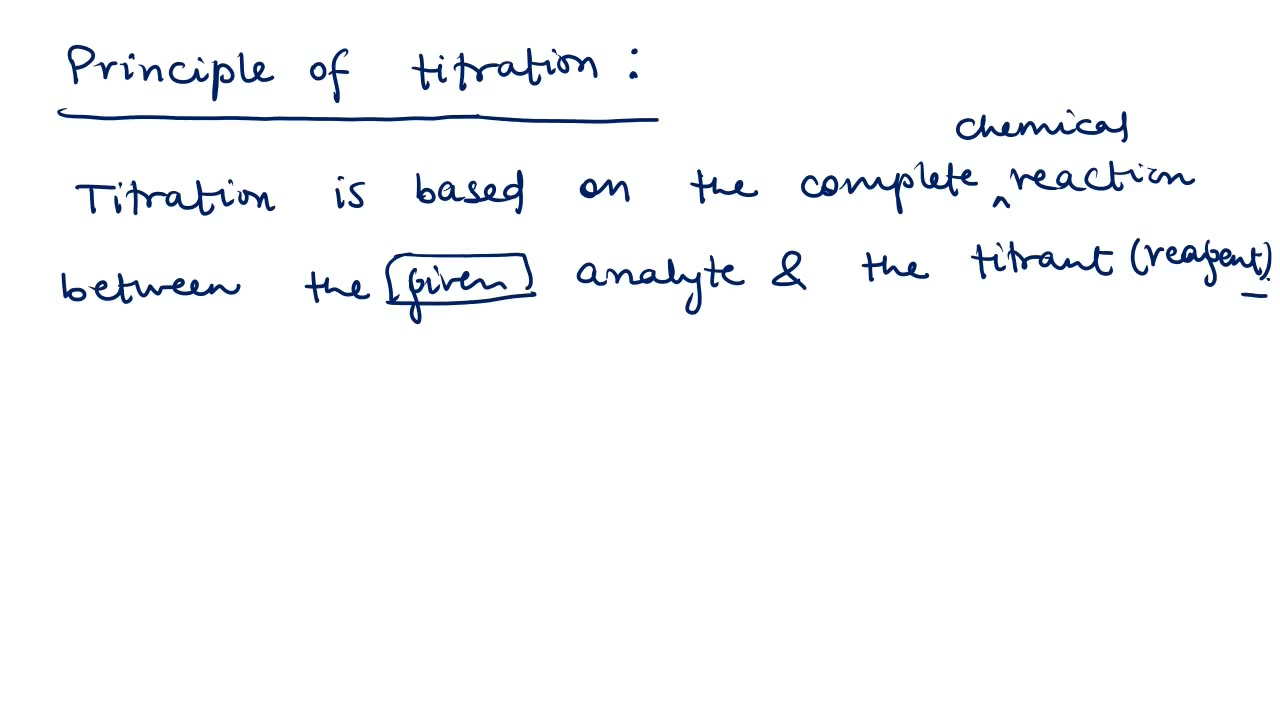 Principle of titration :
chemical
Titration is based on the complete ^ reaction
between the given analyte & the titrant (reagent)